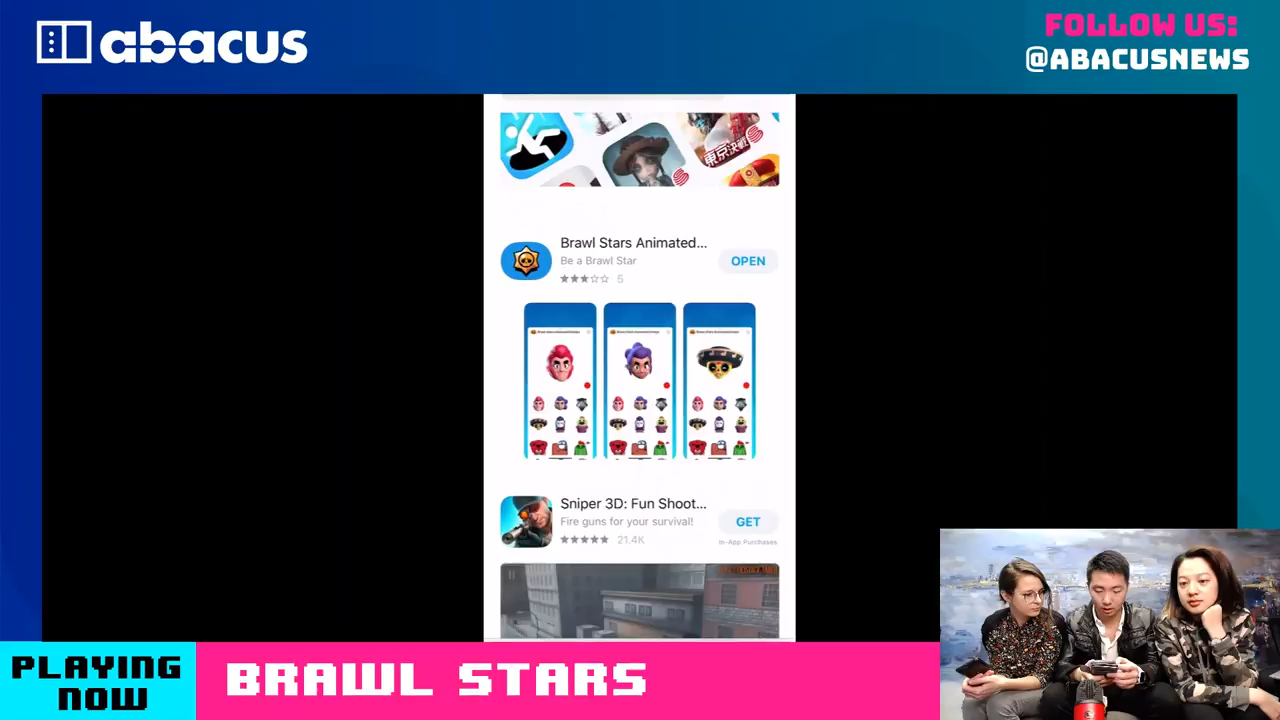 abacus
FOLLOW US:
@ABACUSNEWS
東京決戦
Brawl Stars Animated...
Be a Brawl Star
OPEN
5
Sniper 3D: Fun Shoot...
Fire guns for your survival!
GET
21.4K
In-App Purchases
PLAYING
NOW
BRAWL STARS